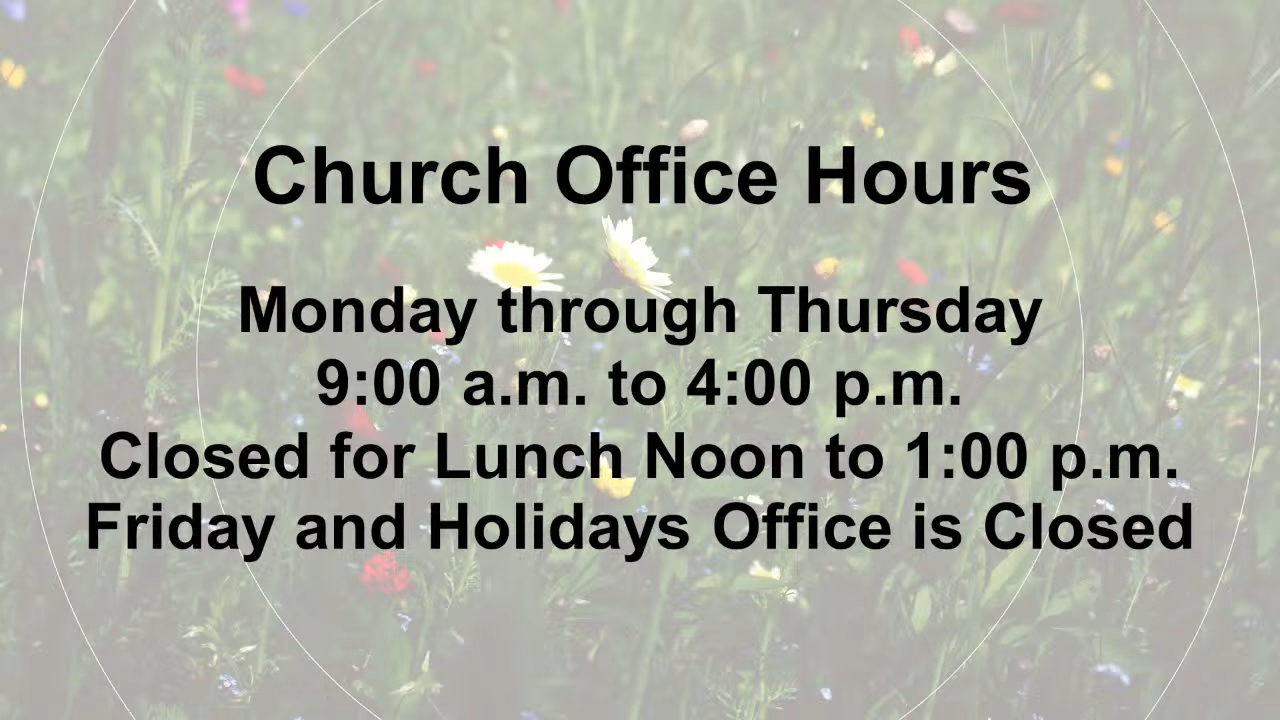 Church Office Hours
Monday through Thursday
9:00 a.m. to 4:00 p.m.
Closed for Lunch Noon to 1:00 p.m.
Friday and Holidays Office is Closed